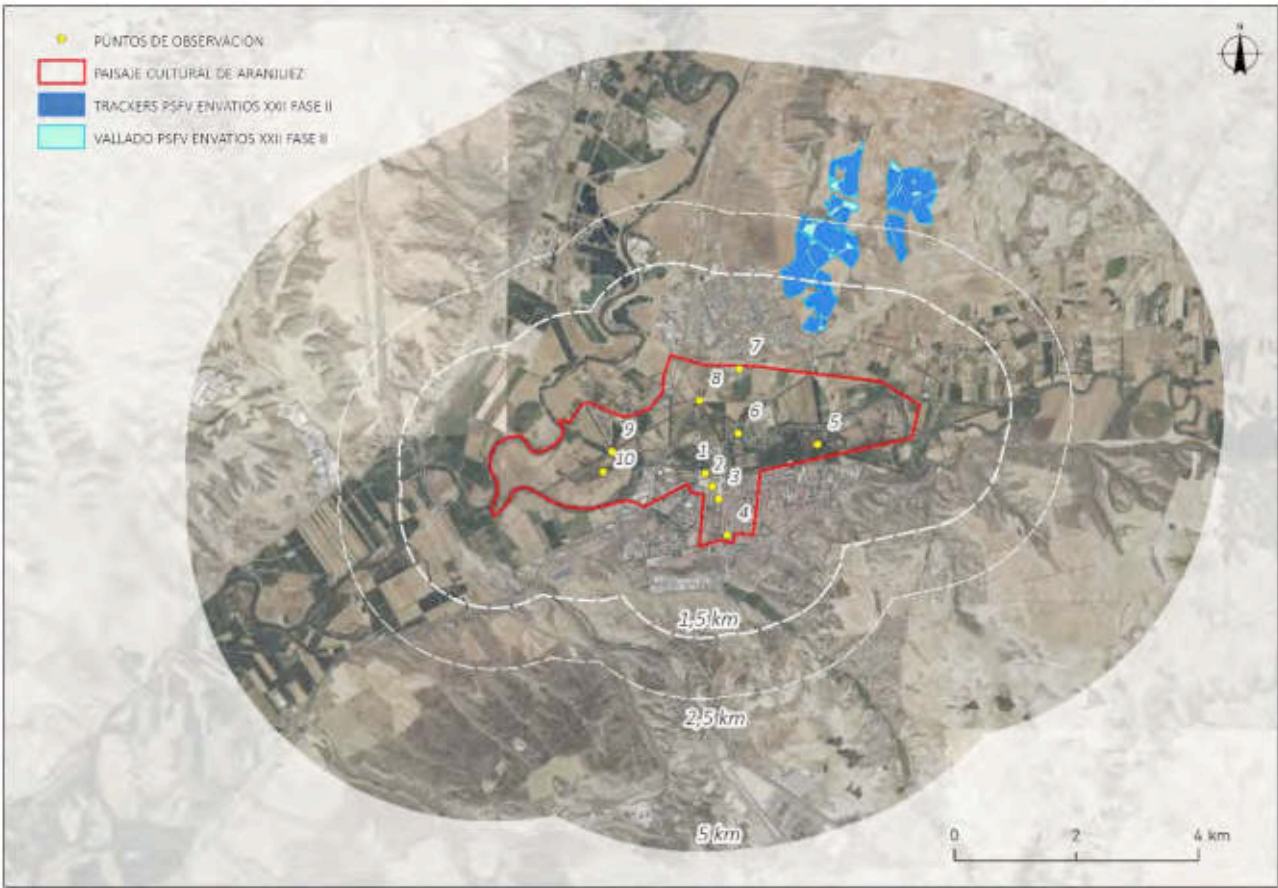 PUNTOS DE OBSERVACIÓN
PAISAJE CULTURAL DE ARANJUEZ
TRACKERS PSFV ENVATIOS XXII FASE II
VALLADO PSFV ENVATIOS XXII FASE II
N
7
8
6
5
9
10
1
2
3
4
1,5 km
2,5 km
5 km
0 2 4 km